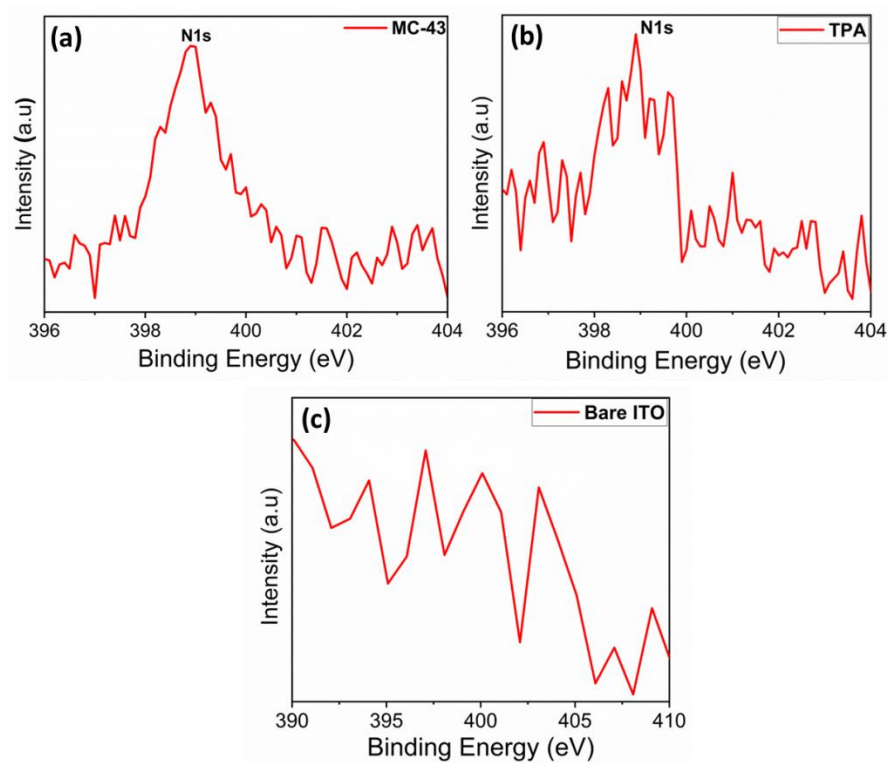 (a)
N1s
MC-43
Intensity (a.u)
396 398 400 402 404
Binding Energy (eV)
(b)
N1s
TPA
Intensity (a.u)
396 398 400 402 404
Binding Energy (eV)
(c)
Bare ITO
Intensity (a.u)
390 395 400 405 410
Binding Energy (eV)